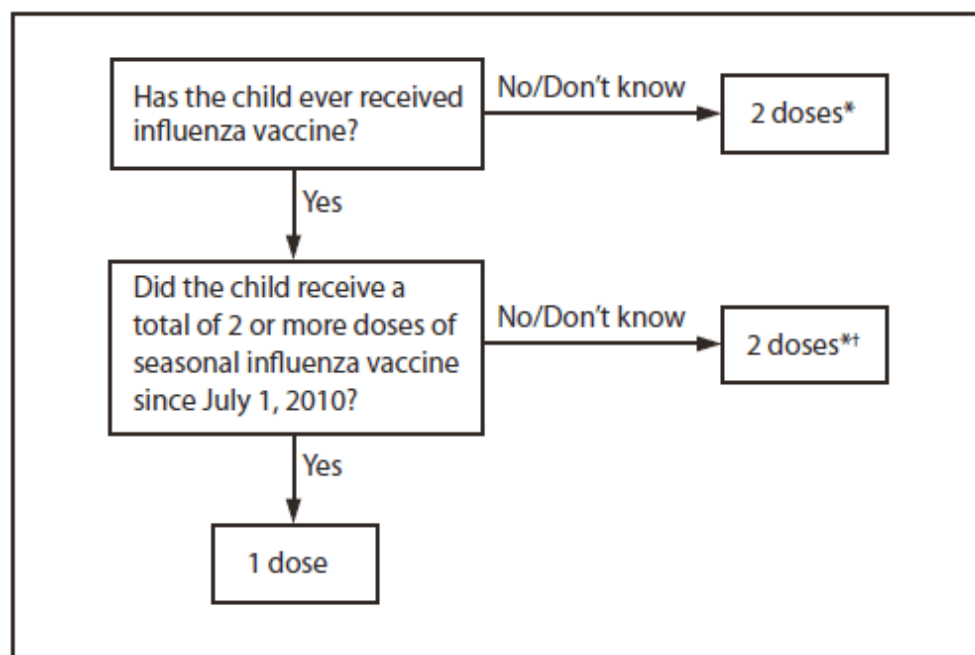 Has the child ever received
influenza vaccine?
No/Don't know
2 doses*
Yes
Did the child receive a
total of 2 or more doses of
seasonal influenza vaccine
since July 1, 2010?
No/Don't know
2 doses*†
Yes
1 dose